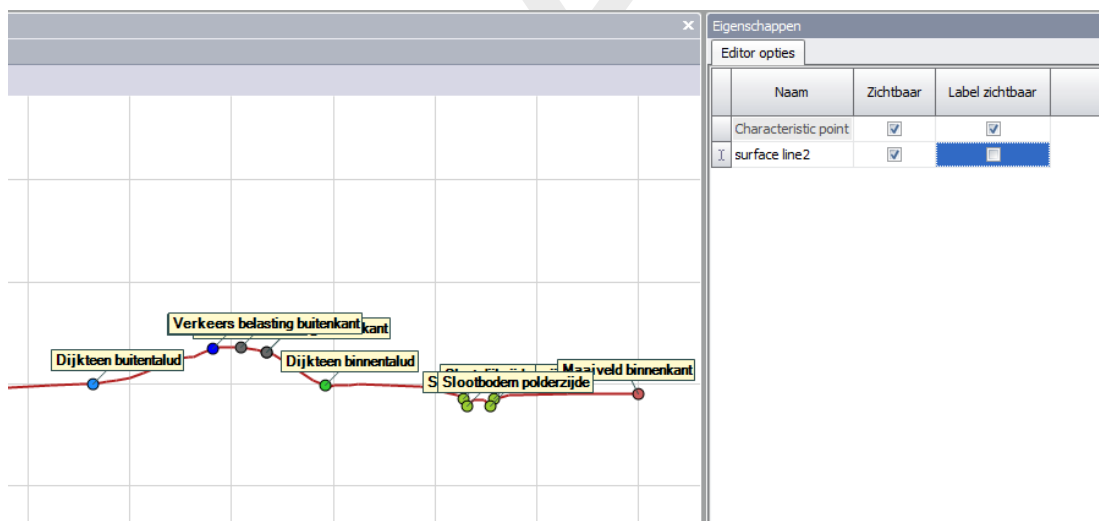 Eigenschappen
Editor opties
Naam Zichtbaar Label zichtbaar
Characteristic point
surface line2
Verkeers belasting buitenkant kant
Dijkteen buitentalud
Dijkteen binnentalud
Maaiveld binnenkant
S Slootbodem polderzijde